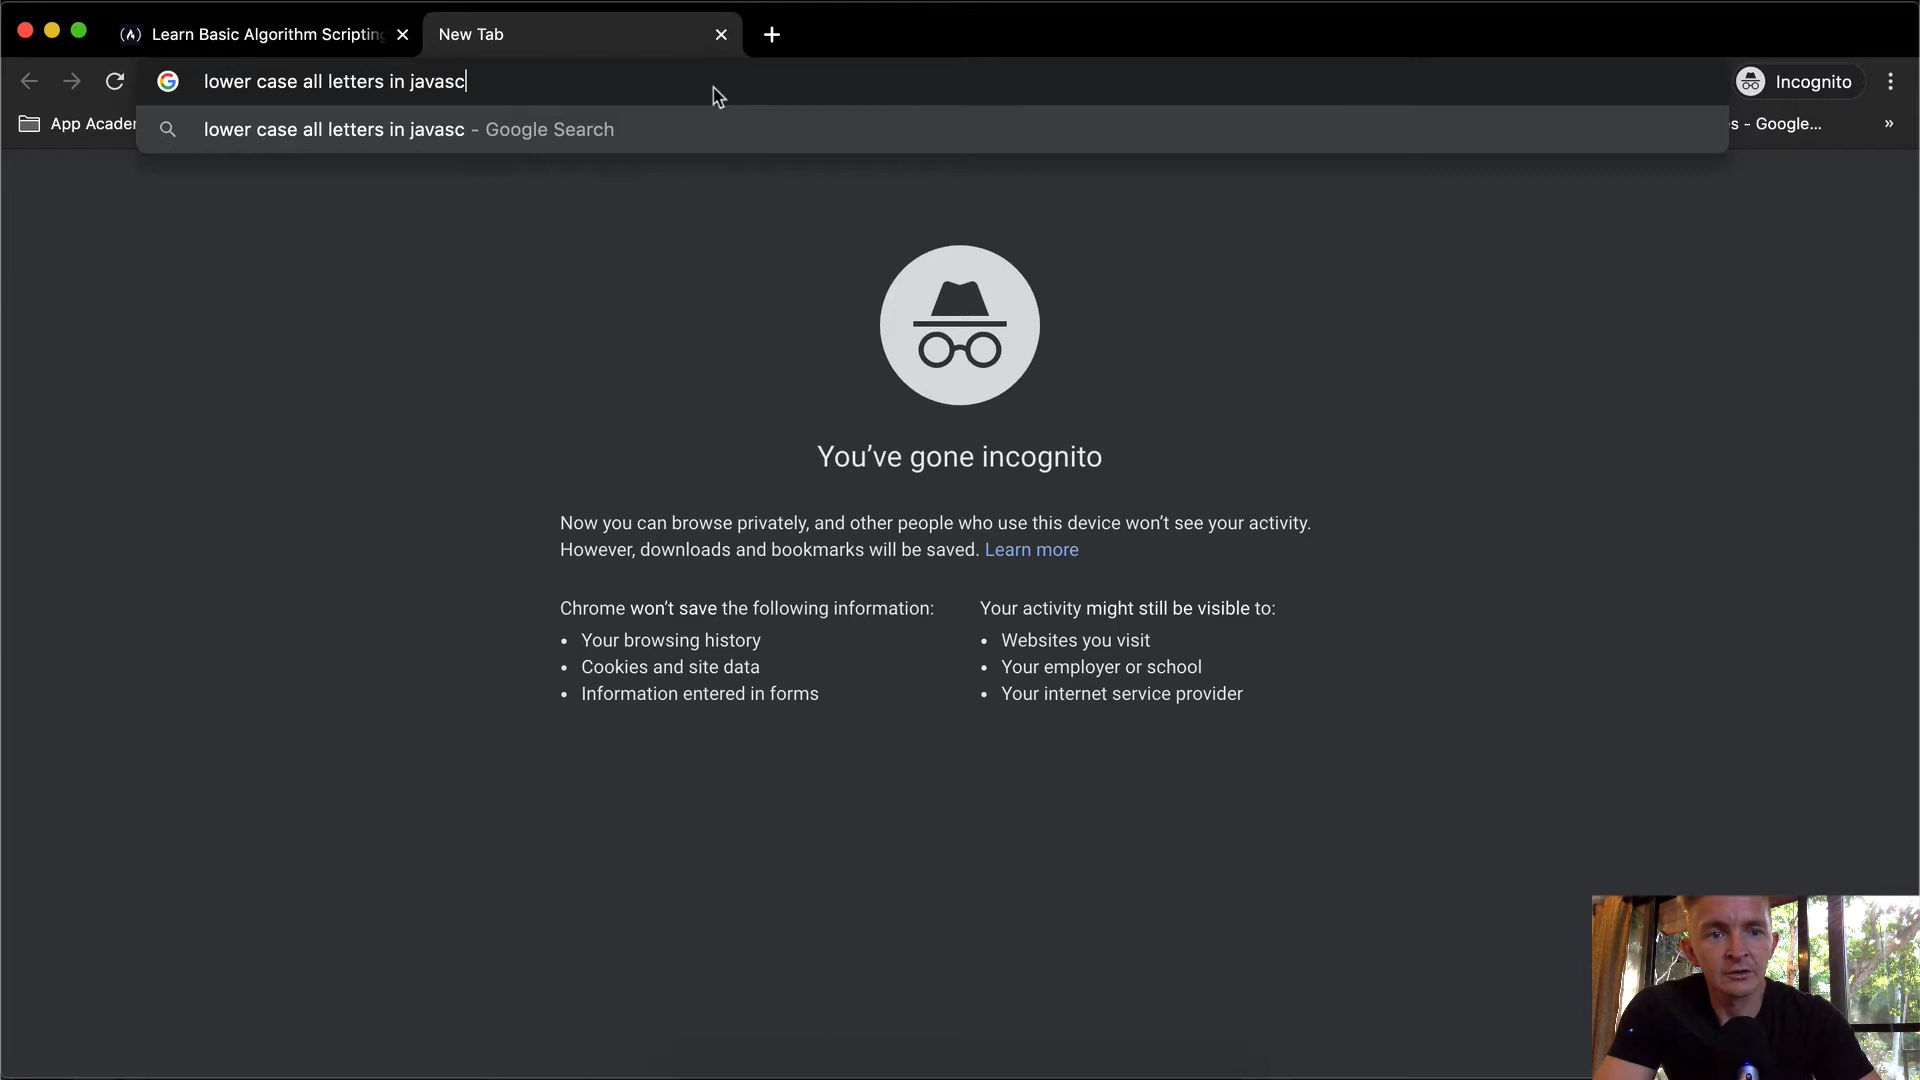 Learn Basic Algorithm Scripting
New Tab
lower case all letters in javasc
Incognito
lower case all letters in javasc - Google Search
App Acader
s - Google...
You've gone incognito
Now you can browse privately, and other people who use this device won't see your activity.
However, downloads and bookmarks will be saved. Learn more
Chrome won't save the following information:
• Your browsing history
• Cookies and site data
• Information entered in forms
Your activity might still be visible to:
• Websites you visit
• Your employer or school
• Your internet service provider